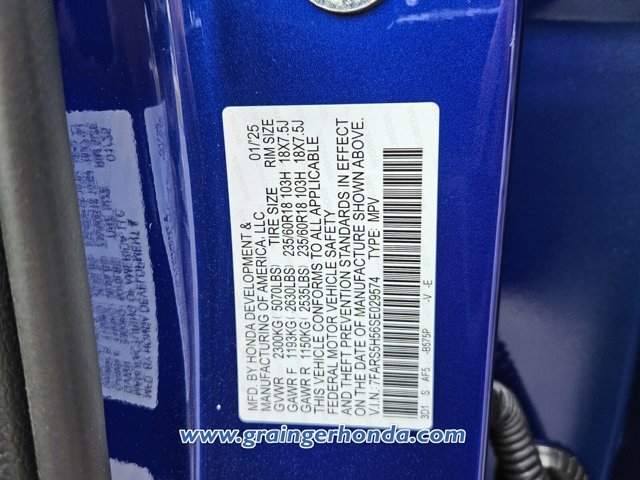 MFD. BY HONDA DEVELOPMENT &
MANUFACTURING OF AMERICA, LLC 01/'25
TIRE SIZE RIM SIZE
GVWR 2300KG( 5070LBS)
GAWR F 1193KG( 2630LBS) 235/60R18 103H 18X7.5J
GAWR R 1150KG( 2535LBS) 235/60R18 103H 18X7.5J
THIS VEHICLE CONFORMS TO ALL APPLICABLE
FEDERAL MOTOR VEHICLE SAFETY
AND THEFT PREVENTION STANDARDS IN EFFECT
ON THE DATE OF MANUFACTURE SHOWN ABOVE.
V.I.N.: 7FARS5H56SE029574 TYPE: MPV
3D1 S AF5 -B575P -V -E
www.graingerhonda.com